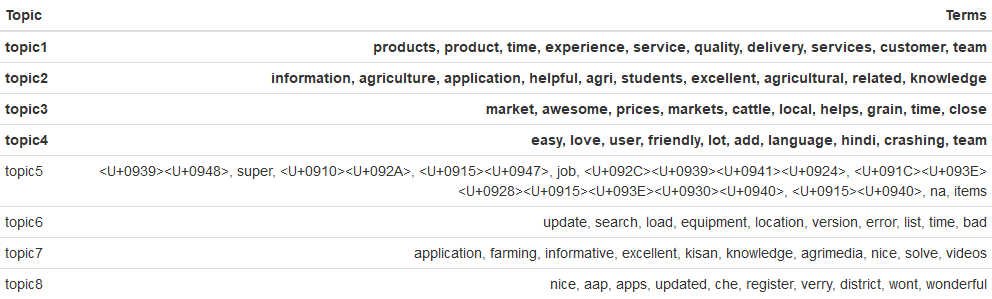 Topic Terms
topic1 products, product, time, experience, service, quality, delivery, services, customer, team
topic2 information, agriculture, application, helpful, agri, students, excellent, agricultural, related, knowledge
topic3 market, awesome, prices, markets, cattle, local, helps, grain, time, close
topic4 easy, love, user, friendly, lot, add, language, hindi, crashing, team
topic5 <U+0939><U+0948>, super, <U+0910><U+092A>, <U+0915><U+0947>, job, <U+092C><U+0939><U+0941><U+0924>, <U+091C><U+093E>
<U+0928><U+0915><U+093E><U+0930><U+0940>, <U+0915><U+0940>, na, items
topic6 update, search, load, equipment, location, version, error, list, time, bad
topic7 application, farming, informative, excellent, kisan, knowledge, agrimedia, nice, solve, videos
topic8 nice, aap, apps, updated, che, register, verry, district, wont, wonderful